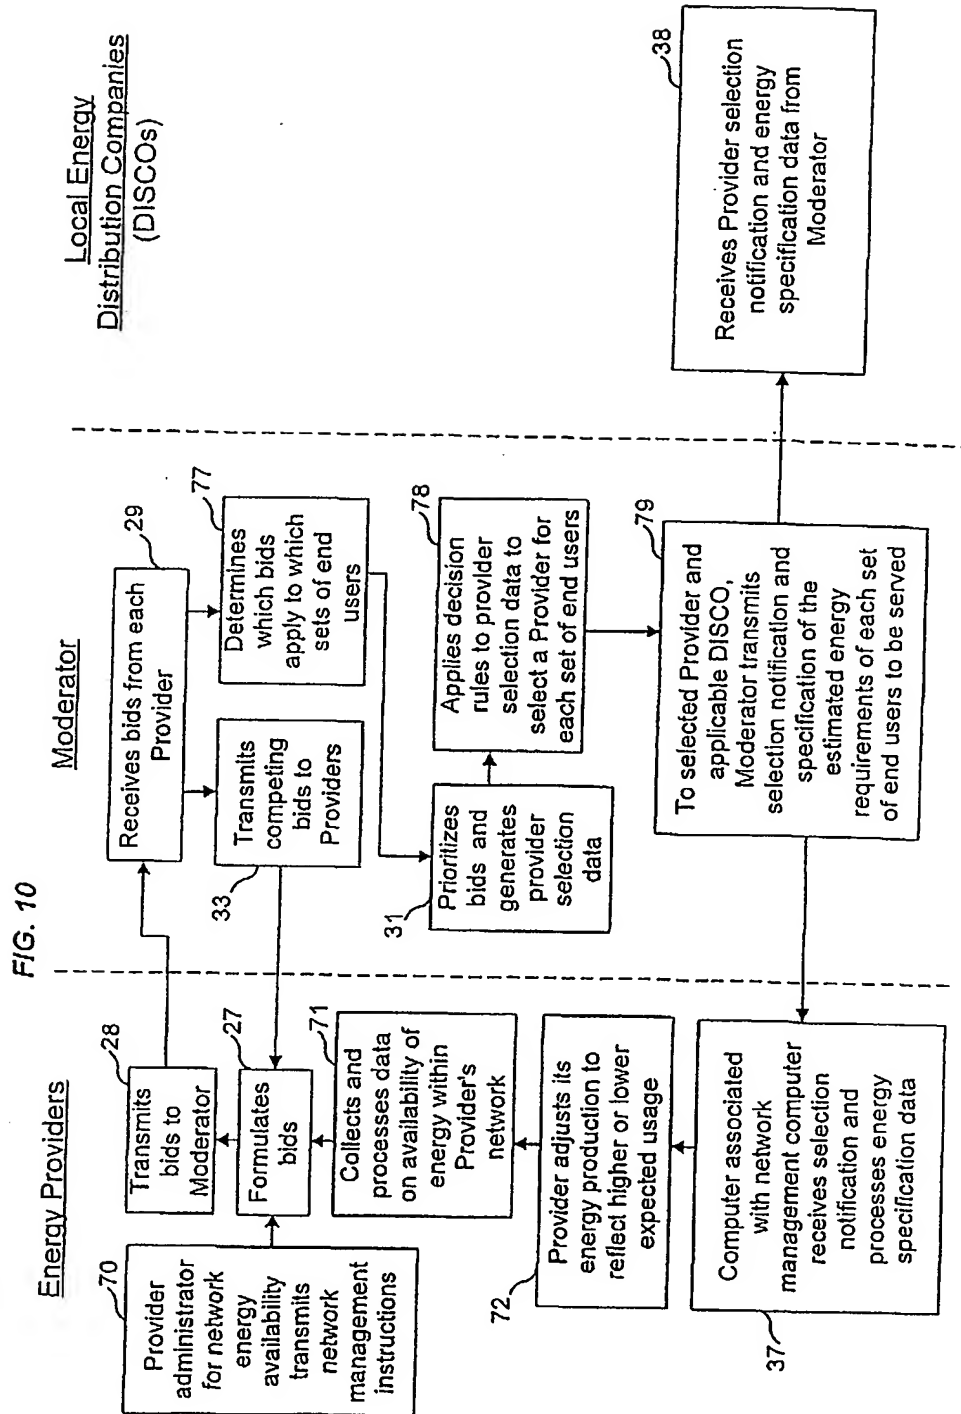 FIG. 10
Energy Providers
Moderator
Local Energy
Distribution Companies
(DISCOs)
70
Provider
administrator
for network
energy
availability
transmits
network
management
instructions
28
Transmits
bids to
Moderator
27
Formulates
bids
71
Collects and
processes data
on availability of
energy within
Provider's
network
72
Provider adjusts its
energy production to
reflect higher or lower
expected usage
37
Computer associated
with network
management computer
receives selection
notification and
processes energy
specification data
29
Receives bids from each
Provider
33
Transmits
competing
bids to
Providers
77
Determines
which bids
apply to which
sets of end
users
31
Prioritizes
bids and
generates
provider
selection
data
78
Applies decision
rules to provider
selection data to
select a Provider for
each set of end users
79
To selected Provider and
applicable DISCO,
Moderator transmits
selection notification and
specification of the
estimated energy
requirements of each set
of end users to be served
38
Receives Provider selection
notification and energy
specification data from
Moderator